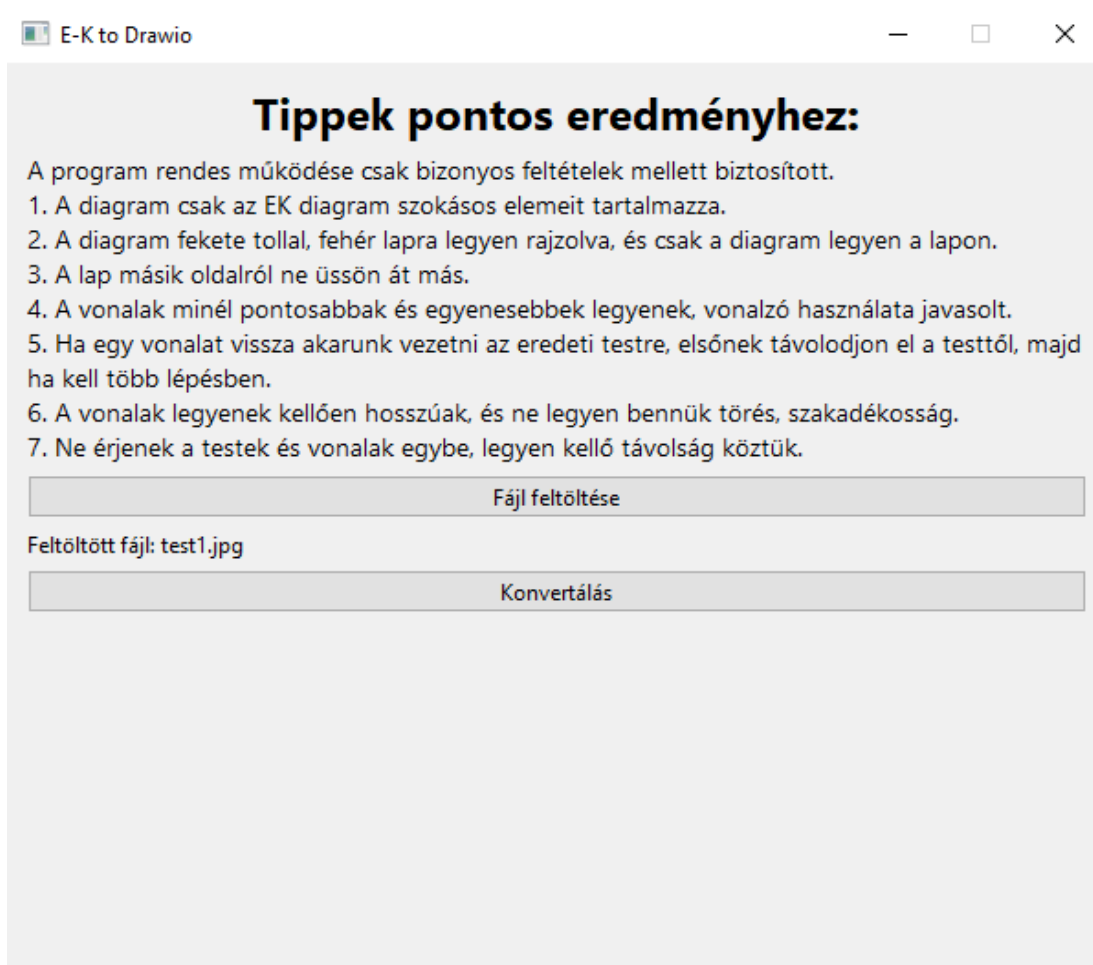 E-K to Drawio
Tippek pontos eredményhez:
A program rendes működése csak bizonyos feltételek mellett biztosított.
1. A diagram csak az EK diagram szokásos elemeit tartalmazza.
2. A diagram fekete tollal, fehér lapra legyen rajzolva, és csak a diagram legyen a lapon.
3. A lap másik oldalról ne üssön át más.
4. A vonalak minél pontosabbak és egyenesebbek legyenek, vonalzó használata javasolt.
5. Ha egy vonalat vissza akarunk vezetni az eredeti testre, elsőnek távolodjon el a testtől, majd
ha kell több lépésben.
6. A vonalak legyenek kellően hosszúak, és ne legyen bennük törés, szakadékosság.
7. Ne érjenek a testek és vonalak egybe, legyen kellő távolság köztük.
Fájl feltöltése
Feltöltött fájl: test1.jpg
Konvertálás